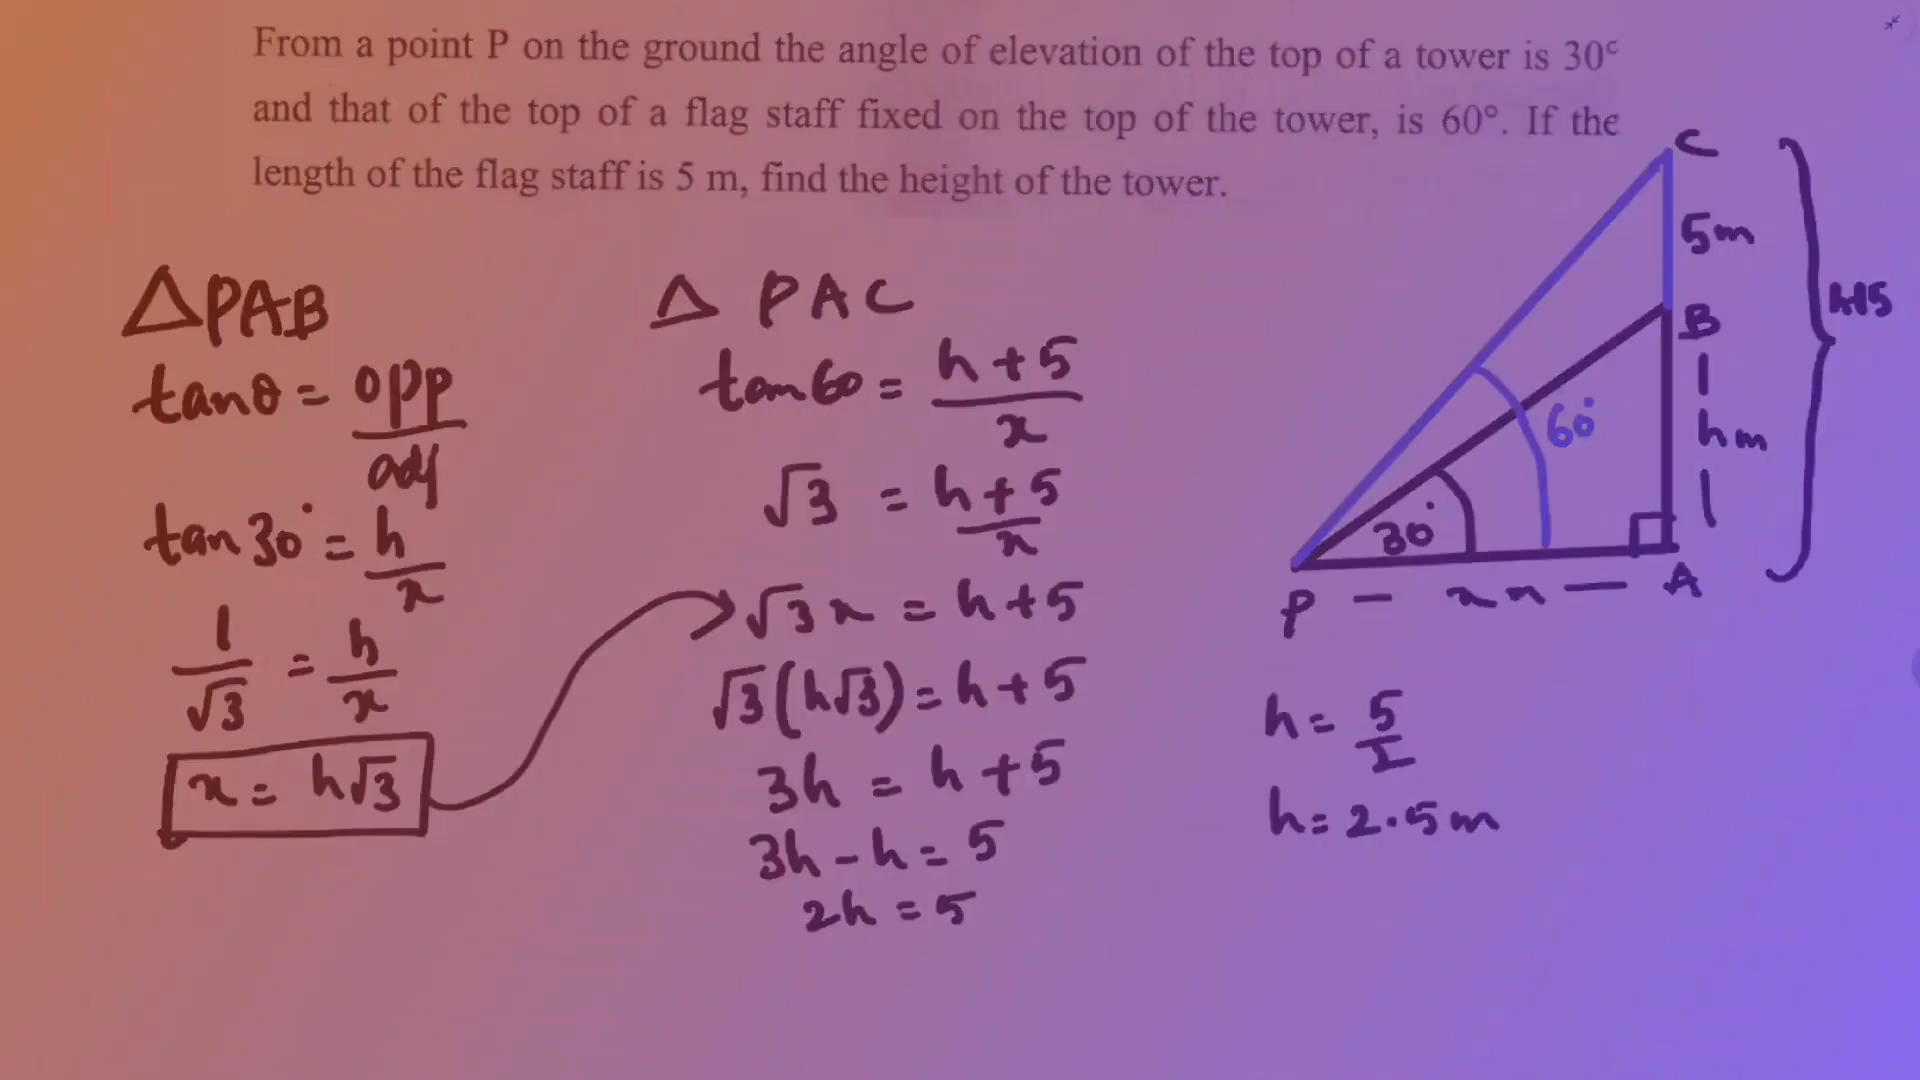 From a point P on the ground the angle of elevation of the top of a tower is 30°
and that of the top of a flag staff fixed on the top of the tower, is 60°. If the
length of the flag staff is 5 m, find the height of the tower.
△PAB
tanθ = opp/adj
tan30° = h/x
1/√3 = h/x
x = h√3
△ PAC
tan60 = h+5/x
√3 = h+5/x
√3x = h+5
√3(h√3) = h+5
3h = h+5
3h-h = 5
2h = 5
C
5m
h+5
B
60°
hm
30°
P - xm - A
h = 5/2
h = 2.5m